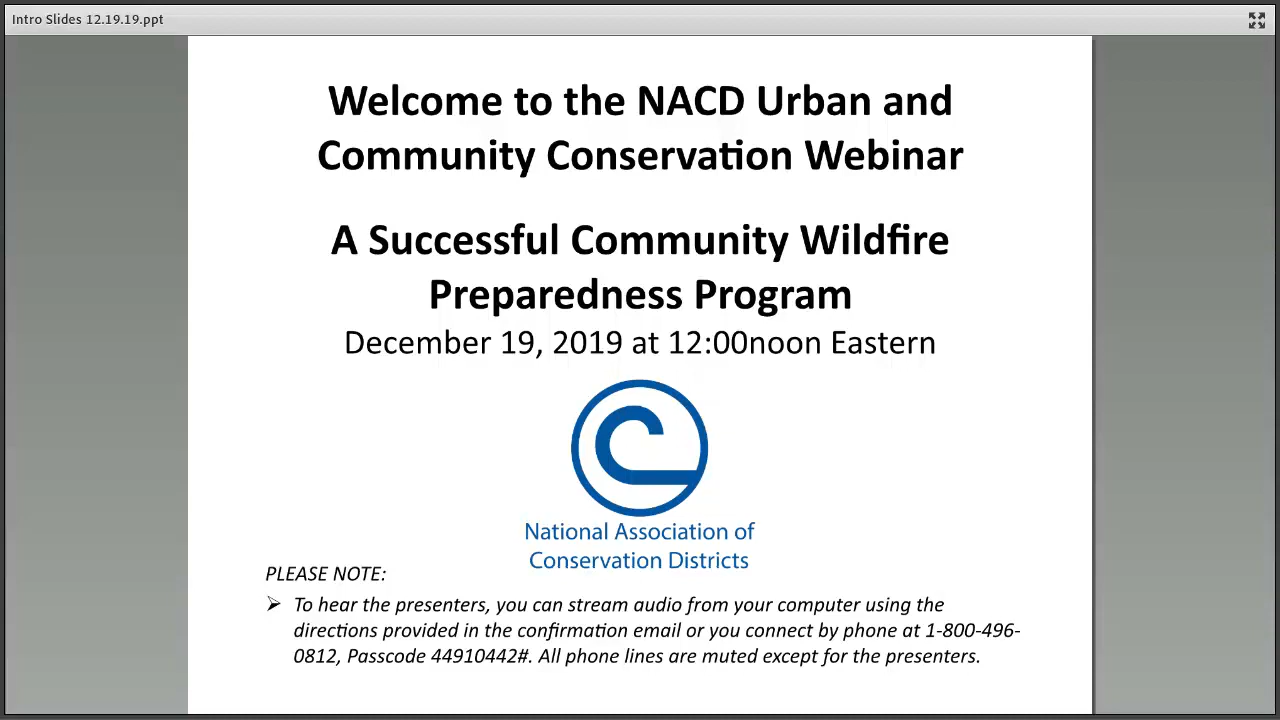 Intro Slides 12.19.19.ppt
Welcome to the NACD Urban and
Community Conservation Webinar
A Successful Community Wildfire
Preparedness Program
December 19, 2019 at 12:00noon Eastern
National Association of
Conservation Districts
PLEASE NOTE:
➢ To hear the presenters, you can stream audio from your computer using the
directions provided in the confirmation email or you connect by phone at 1-800-496-
0812, Passcode 44910442#. All phone lines are muted except for the presenters.